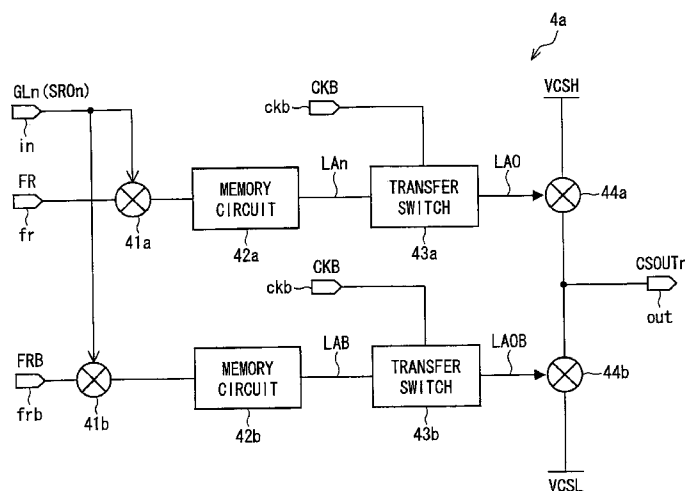 4a
GLn(SROn)
in
CKB
ckb
VCSH
FR
fr
41a
MEMORY
CIRCUIT
42a
LAn
TRANSFER
SWITCH
43a
LAO
44a
CKB
ckb
CSOUTn
out
FRB
frb
41b
MEMORY
CIRCUIT
42b
LAB
TRANSFER
SWITCH
43b
LAOB
44b
VCSL